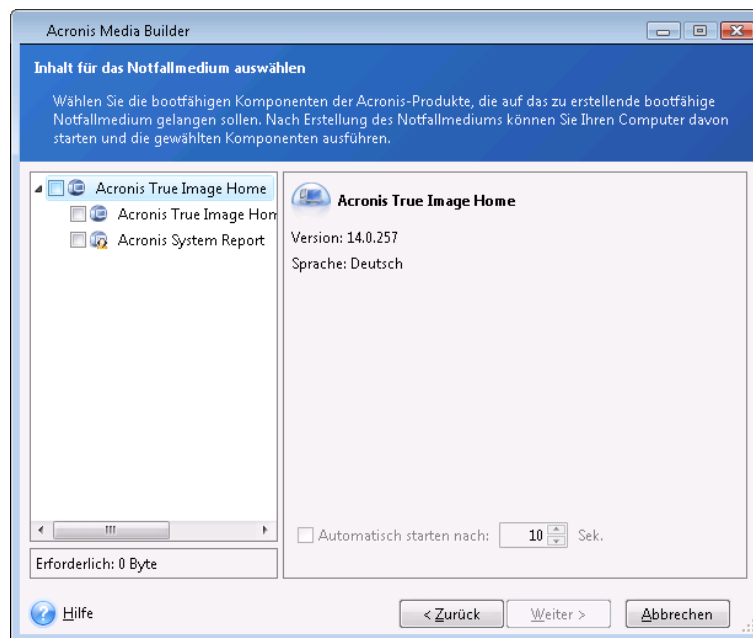 Acronis Media Builder
Inhalt für das Notfallmedium auswählen
Wählen Sie die bootfähigen Komponenten der Acronis-Produkte, die auf das zu erstellende bootfähige
Notfallmedium gelangen sollen. Nach Erstellung des Notfallmediums können Sie Ihren Computer davon
starten und die gewählten Komponenten ausführen.
Acronis True Image Home
Acronis True Image Hom
Acronis System Report
Erforderlich: 0 Byte
Acronis True Image Home
Version: 14.0.257
Sprache: Deutsch
Automatisch starten nach: 10 Sek.
Hilfe
< Zurück
Weiter >
Abbrechen